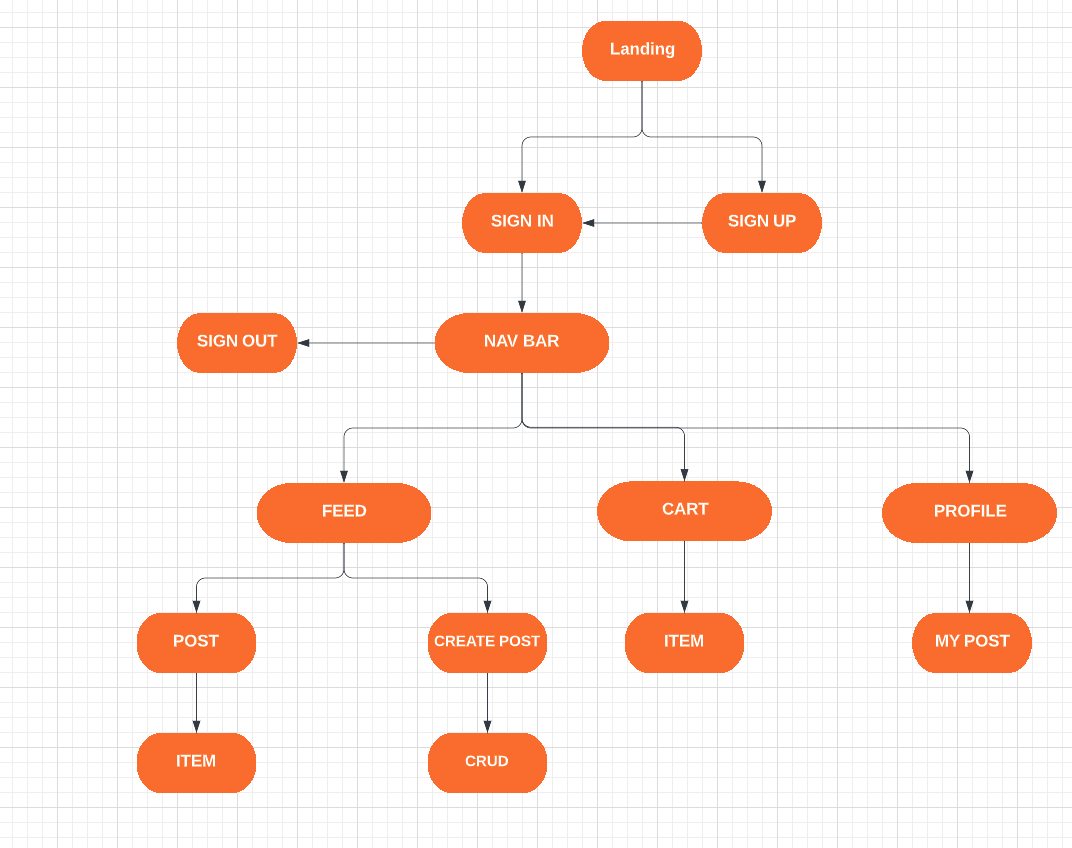 Landing
SIGN IN
SIGN UP
SIGN OUT
NAV BAR
FEED
CART
PROFILE
POST
CREATE POST
ITEM
MY POST
ITEM
CRUD